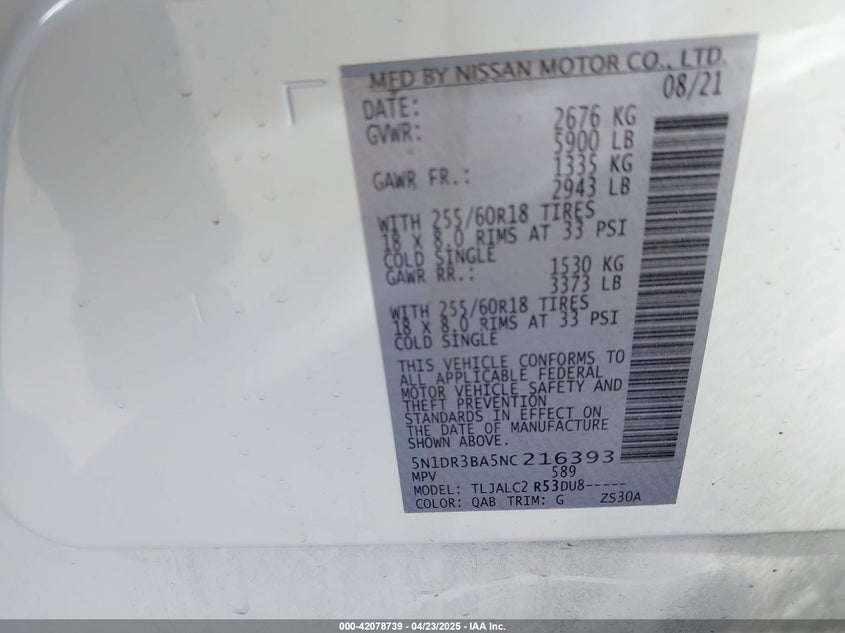 MFD BY NISSAN MOTOR CO., LTD.
DATE: 08/21
GVWR: 2676 KG
5900 LB
GAWR FR.: 1335 KG
2943 LB
WITH 255/60R18 TIRES
18 X 8.0 RIMS AT 33 PSI
COLD SINGLE
GAWR RR.: 1530 KG
3373 LB
WITH 255/60R18 TIRES
18 X 8.0 RIMS AT 33 PSI
COLD SINGLE
THIS VEHICLE CONFORMS TO
ALL APPLICABLE FEDERAL
MOTOR VEHICLE SAFETY AND
THEFT PREVENTION
STANDARDS IN EFFECT ON
THE DATE OF MANUFACTURE
SHOWN ABOVE.
5N1DR3BA5NC216393
MPV 589
MODEL: TLJALC2 R53DU8-----
COLOR: QAB TRIM: G ZS30A
000-42078739 - 04/23/2025 - IAA Inc.